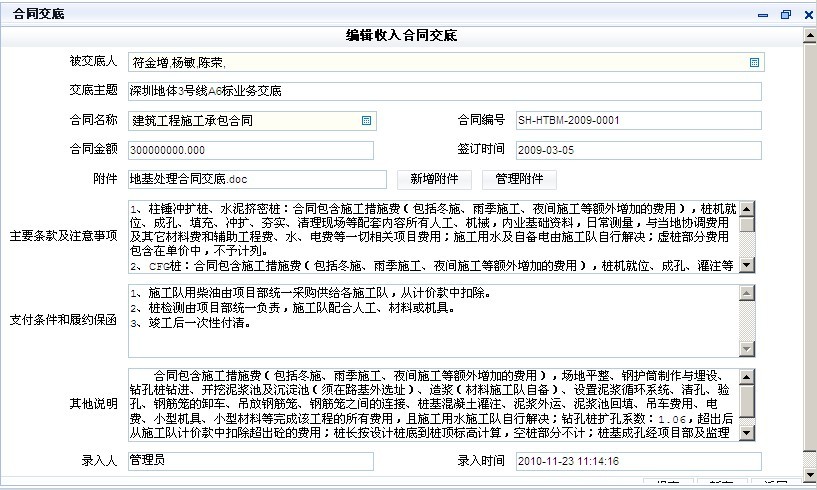 合同交底
编辑收入合同交底
被交底人 符金增,杨敏,陈荣,
交底主题 深圳地体3号线A6标业务交底
合同名称 建筑工程施工承包合同 合同编号 SH-HTBM-2009-0001
合同金额 300000000.000 签订时间 2009-03-05
附件 地基处理合同交底.doc 新增附件 管理附件
主要条款及注意事项
1、柱锤冲扩桩、水泥挤密桩：合同包含施工措施费（包括冬施、雨季施工、夜间施工等额外增加的费用），桩机就
位、成孔、填充、冲扩、夯实、清理现场等配套内容所有人工、机械，内业基础资料，日常测量，与当地协调费用
及其它材料费和辅助工程费、水、电费等一切相关项目费用；施工用水及自备电由施工队自行解决；虚桩部分费用
包含在单价中，不予计列。
2、CFG桩：合同包含施工措施费（包括冬施、雨季施工、夜间施工等额外增加的费用），桩机就位、成孔、灌注等
支付条件和履约保函
1、施工队用柴油由项目部统一采购供给各施工队，从计价款中扣除。
2、桩检测由项目部统一负责，施工队配合人工、材料或机具。
3、竣工后一次性付清。
其他说明
合同包含施工措施费（包括冬施、雨季施工、夜间施工等额外增加的费用），场地平整、钢护筒制作与埋设、
钻孔桩钻进、开挖泥浆池及沉淀池（须在路基外选址）、造浆（材料施工队自备）、设置泥浆循环系统、清孔、验
孔、钢筋笼的卸车、吊放钢筋笼、钢筋笼之间的连接、桩基混凝土灌注、泥浆外运、泥浆池回填、吊车费用、电
费、小型机具、小型材料等完成该工程的所有费用，且施工用水施工队自行解决；钻孔桩扩孔系数：1.06，超出后
从施工队计价款中扣除超出砼的费用；桩长按设计桩底到桩顶标高计算，空桩部分不计；桩基成孔经项目部及监理
录入人 管理员 录入时间 2010-11-23 11:14:16